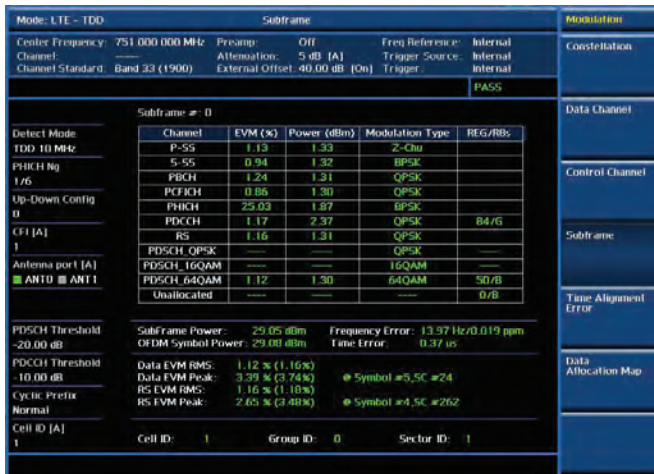 Mode: LTE - TDD Subframe Modulation
Center Frequency: 751.000 000 MHz Preamp: Off Freq Reference: Internal
Channel: ----- Attenuation: 5 dB [A] Trigger Source: Internal
Channel Standard: Band 33 (1900) External Offset: 40.00 dB [On] Trigger: Internal
PASS
Constellation
Data Channel
Control Channel
Subframe
Time Alignment
Error
Data
Allocation Map
Detect Mode
TDD 10 MHz
PHICH Ng
1/6
Up-Down Config
0
CFI [A]
1
Antenna port [A]
ANT0 ANT1
PDSCH Threshold
-20.00 dB
PDCCH Threshold
-10.00 dB
Cyclic Prefix
Normal
Cell ID [A]
1
Subframe #: 0
Channel EVM (%) Power (dBm) Modulation Type REG/RBs
P-SS 1.13 1.33 Z-Chu
S-SS 0.94 1.32 BPSK
PBCH 1.24 1.31 QPSK
PCFICH 0.86 1.30 QPSK
PHICH 25.03 1.87 BPSK
PDCCH 1.17 2.37 QPSK 84/G
RS 1.16 1.31 QPSK
PDSCH_QPSK ---- ---- QPSK ----
PDSCH_16QAM ---- ---- 16QAM ----
PDSCH_64QAM 1.12 1.30 64QAM 50/B
Unallocated ---- ---- ---- 0/B
SubFrame Power: 29.05 dBm Frequency Error: 13.97 Hz/0.019 ppm
OFDM Symbol Power: 29.08 dBm Time Error: 0.37 us
Data EVM RMS: 1.12 % (1.16%)
Data EVM Peak: 3.39 % (3.74%) @ Symbol #5,SC #24
RS EVM RMS: 1.16 % (1.18%)
RS EVM Peak: 2.65 % (3.48%) @ Symbol #4,SC #262
Cell ID: 1 Group ID: 0 Sector ID: 1